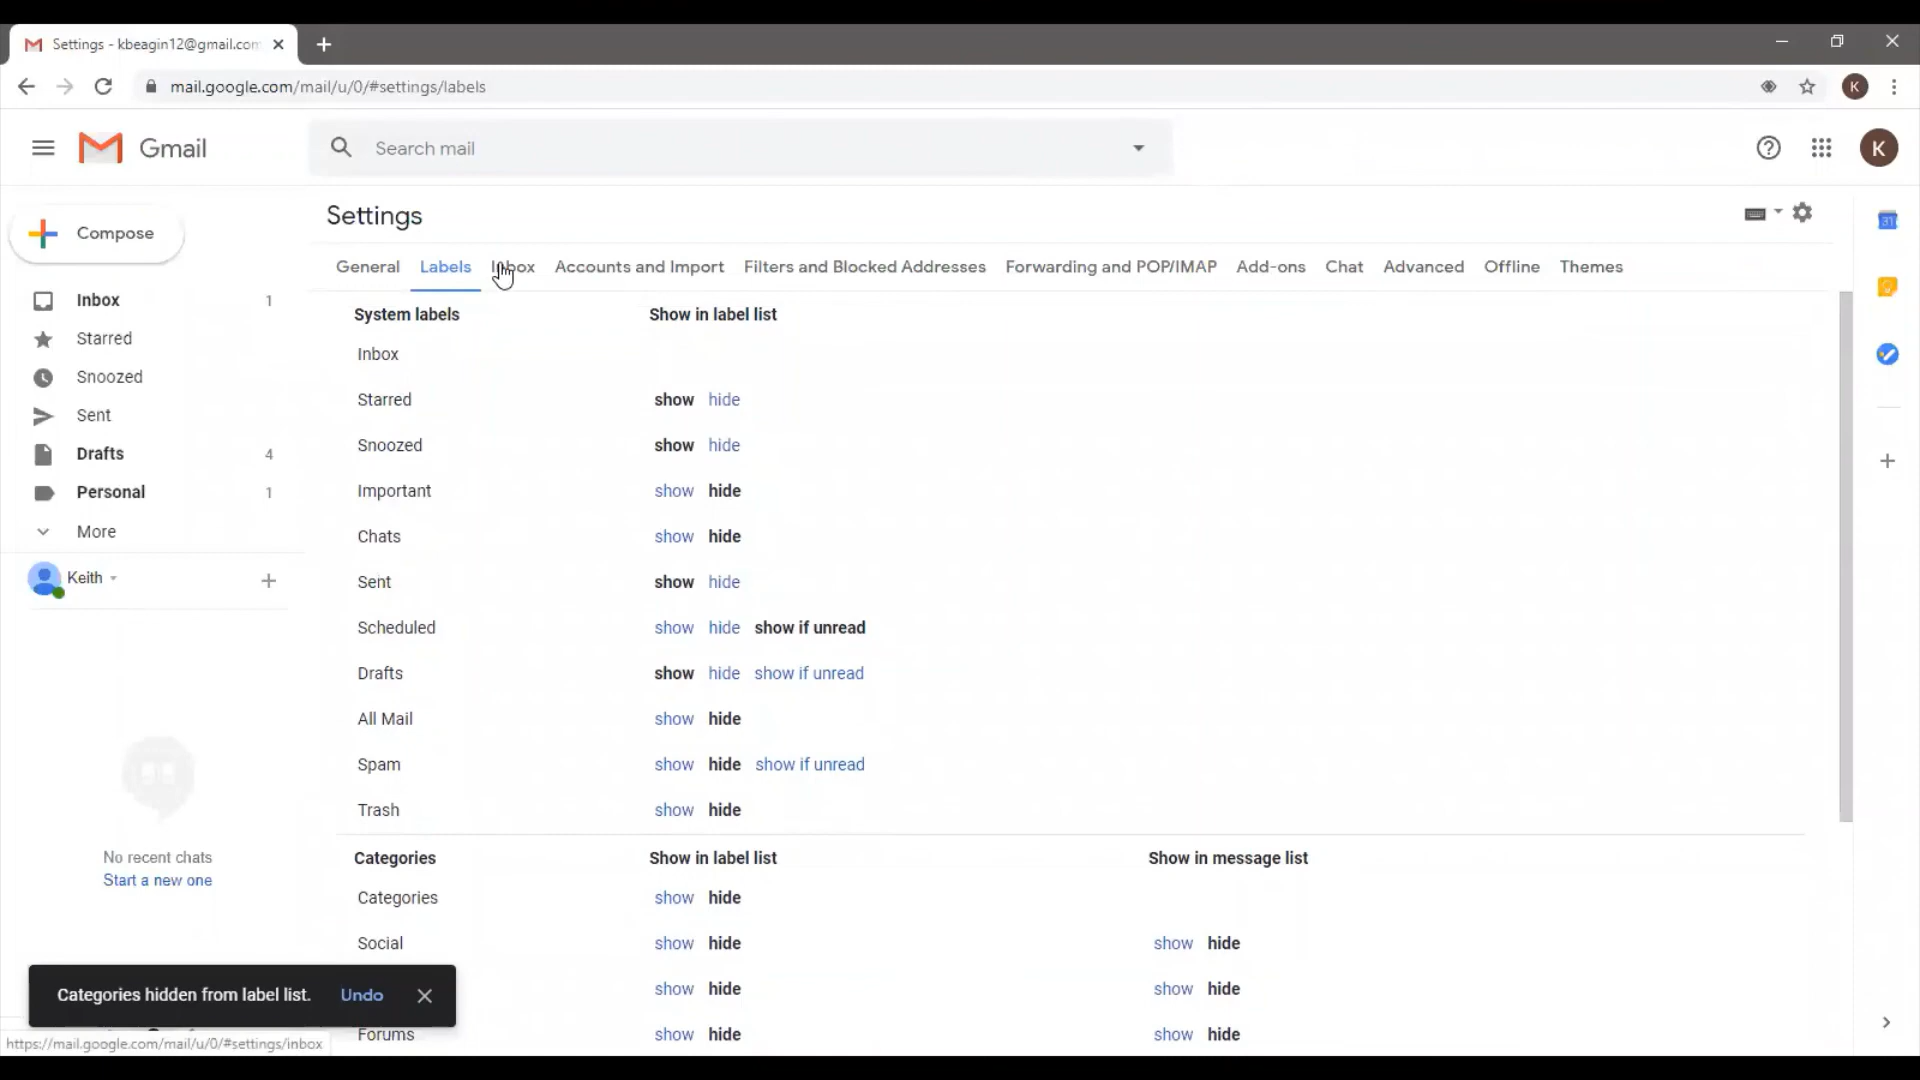 Settings - kbeagin12@gmail.com
mail.google.com/mail/u/0/#settings/labels
K
Gmail
Search mail
K
Compose
Settings
31
General Labels Inbox Accounts and Import Filters and Blocked Addresses Forwarding and POP/IMAP Add-ons Chat Advanced Offline Themes
Inbox 1
Starred
Snoozed
Sent
Drafts 4
Personal 1
More
Keith
No recent chats
Start a new one
System labels Show in label list
Inbox
Starred show hide
Snoozed show hide
Important show hide
Chats show hide
Sent show hide
Scheduled show hide show if unread
Drafts show hide show if unread
All Mail show hide
Spam show hide show if unread
Trash show hide
Categories Show in label list Show in message list
Categories show hide
Social show hide show hide
show hide show hide
Forums show hide show hide
Categories hidden from label list. Undo
https://mail.google.com/mail/u/0/#settings/inbox